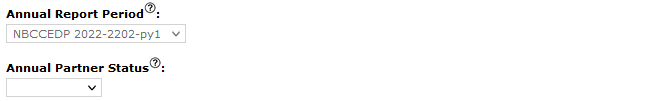 Annual Report Period?:
NBCCEDP 2022-2202-py1
Annual Partner Status?: